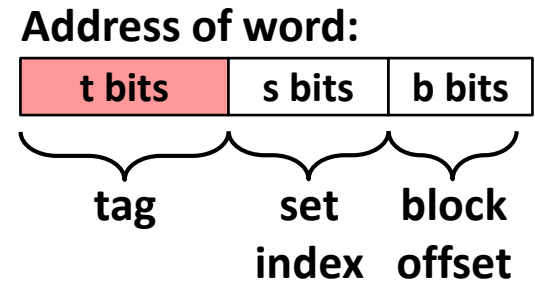 Address of word:
t bits s bits b bits
tag set block
index offset